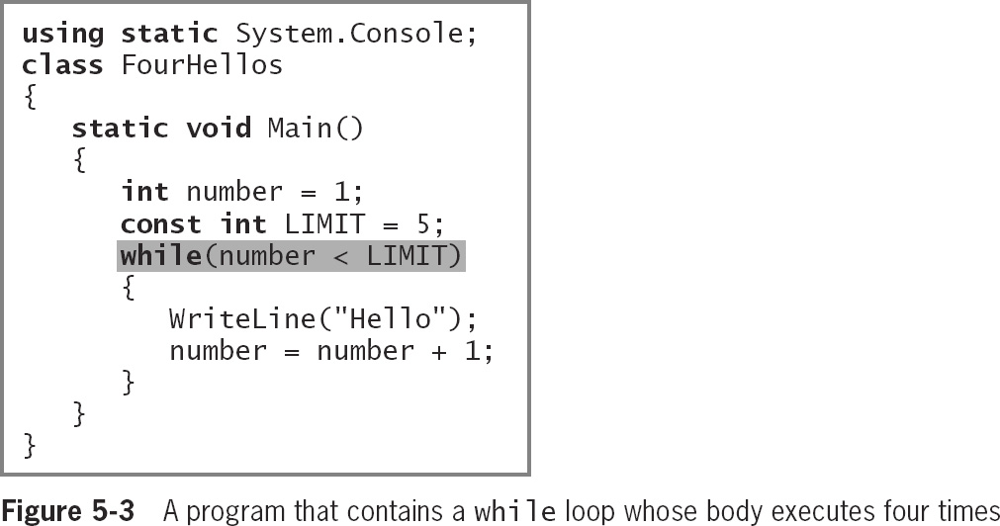 using static System.Console;
class FourHellos
{
   static void Main()
   {
      int number = 1;
      const int LIMIT = 5;
      while(number < LIMIT)
      {
         WriteLine("Hello");
         number = number + 1;
      }
   }
}
Figure 5-3 A program that contains a while loop whose body executes four times